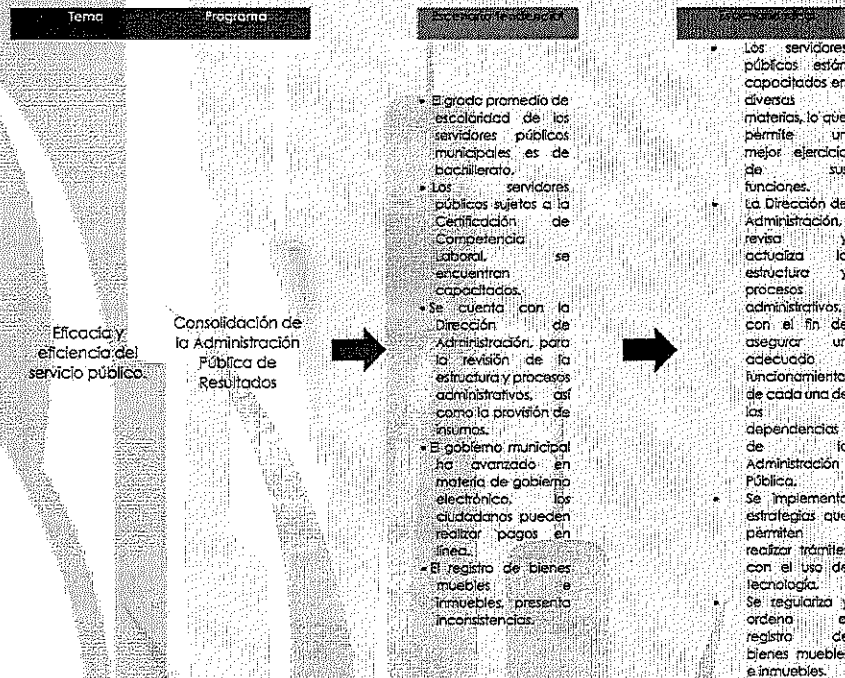 Tema
Programa
Escenario Tendencial
Eficacia y
eficiencia del
servicio público.
Consolidación de
la Administración
Pública de
Resultados
• El grado promedio de
escolaridad de los
servidores públicos
municipales es de
bachillerato.
• Los servidores
públicos sujetos a la
Certificación de
Competencia
Laboral, se
encuentran
capacitados.
• Se cuenta con la
Dirección de
Administración, para
la revisión de la
estructura y procesos
administrativos, así
como la provisión de
insumos.
• El gobierno municipal
ha avanzado en
materia de gobierno
electrónico, los
ciudadanos pueden
realizar pagos en
línea.
• El registro de bienes
muebles e
inmuebles, presenta
inconsistencias.
• Los servidores
públicos están
capacitados en
diversas
materias, lo que
permite un
mejor ejercicio
de sus
funciones.
• La Dirección de
Administración,
revisa y
actualiza la
estructura y
procesos
administrativos,
con el fin de
asegurar un
adecuado
funcionamiento
de cada una de
las
dependencias
de la
Administración
Pública.
• Se implementa
estrategias que
permiten
realizar trámites
con el uso de
tecnología.
• Se regulariza y
ordena el
registro de
bienes muebles
e inmuebles.